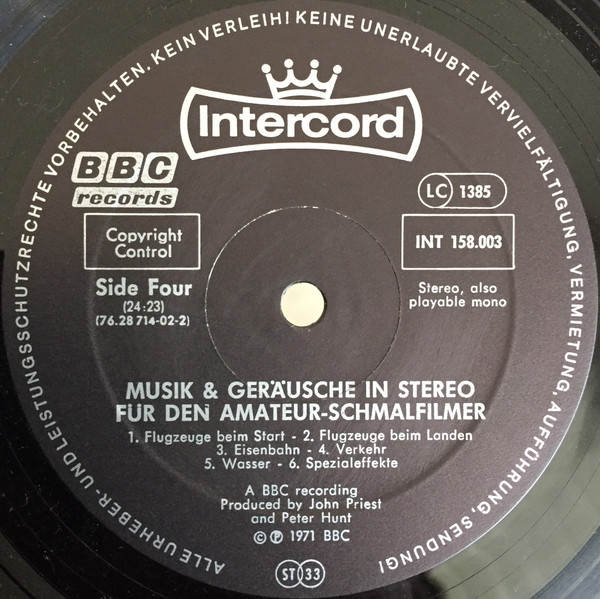 ALLE URHEBER- UND LEISTUNGSSCHUTZRECHTE VORBEHALTEN. KEIN VERLEIH! KEINE UNERLAUBTE VERVIELFÄLTIGUNG, VERMIETUNG, AUFFÜHRUNG, SENDUNG!
Intercord
BBC
records
LC 1385
Copyright
Control
INT 158.003
Side Four
(24:23)
(76.28 714-02-2)
Stereo, also
playable mono
MUSIK & GERÄUSCHE IN STEREO
FÜR DEN AMATEUR-SCHMALFILMER
1. Flugzeuge beim Start - 2. Flugzeuge beim Landen
3. Eisenbahn - 4. Verkehr
5. Wasser - 6. Spezialeffekte
A BBC recording
Produced by John Priest
and Peter Hunt
© ℗ 1971 BBC
ST 33